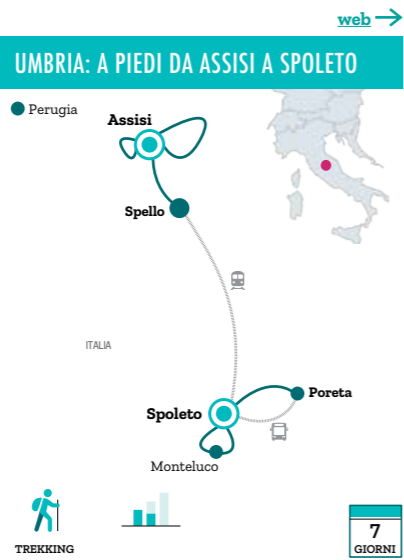 web
UMBRIA: A PIEDI DA ASSISI A SPOLETO
Perugia
Assisi
Spello
ITALIA
Poreta
Spoleto
Monteluco
TREKKING
7
GIORNI